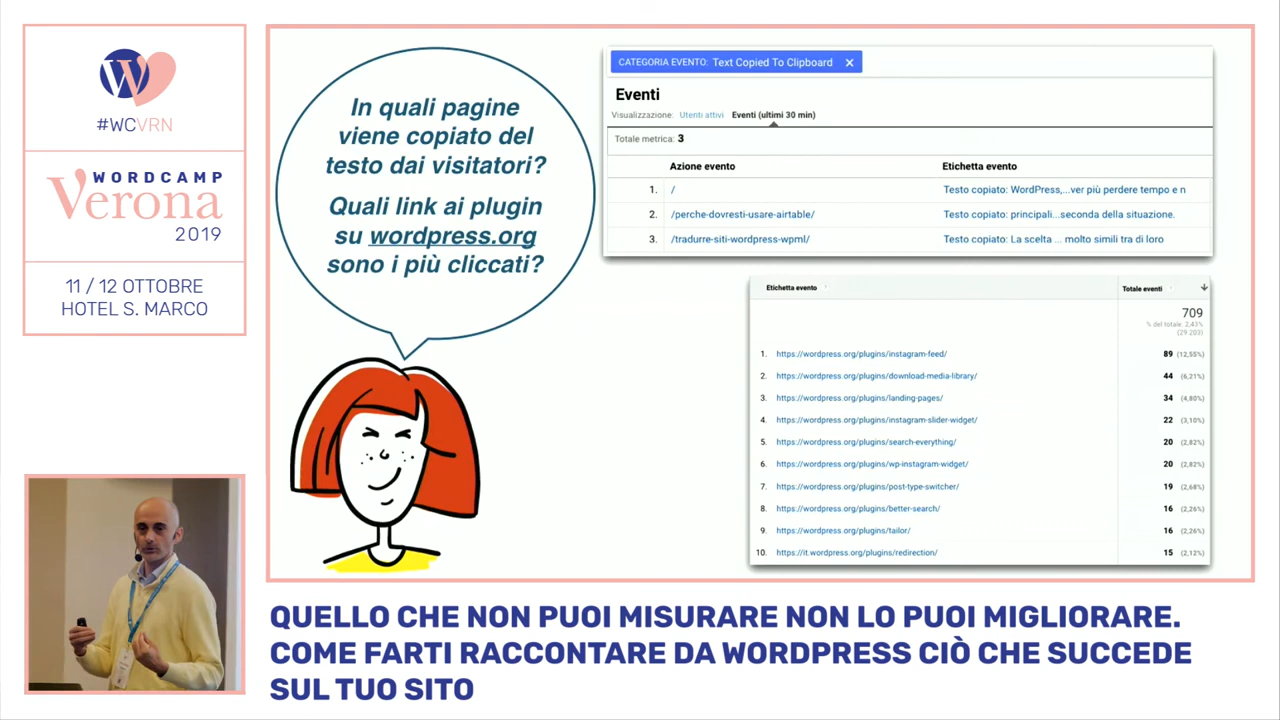 #WCVRN
WORDCAMP
Verona
2019
11 / 12 OTTOBRE
HOTEL S. MARCO
In quali pagine
viene copiato del
testo dai visitatori?
Quali link ai plugin
su wordpress.org
sono i più cliccati?
CATEGORIA EVENTO: Text Copied To Clipboard ×
Eventi
Visualizzazione: Utenti attivi Eventi (ultimi 30 min)
Totale metrica: 3
Azione evento Etichetta evento
1. / Testo copiato: WordPress,...ver più perdere tempo e n
2. /perche-dovresti-usare-airtable/ Testo copiato: principali...seconda della situazione.
3. /tradurre-siti-wordpress-wpml/ Testo copiato: La scelta ... molto simili tra di loro
Etichetta evento Totale eventi ↓
709
% del totale: 2,43%
(29.203)
1. https://wordpress.org/plugins/instagram-feed/ 89 (12,55%)
2. https://wordpress.org/plugins/download-media-library/ 44 (6,21%)
3. https://wordpress.org/plugins/landing-pages/ 34 (4,80%)
4. https://wordpress.org/plugins/instagram-slider-widget/ 22 (3,10%)
5. https://wordpress.org/plugins/search-everything/ 20 (2,82%)
6. https://wordpress.org/plugins/wp-instagram-widget/ 20 (2,82%)
7. https://wordpress.org/plugins/post-type-switcher/ 19 (2,68%)
8. https://wordpress.org/plugins/better-search/ 16 (2,26%)
9. https://wordpress.org/plugins/tailor/ 16 (2,26%)
10. https://it.wordpress.org/plugins/redirection/ 15 (2,12%)
QUELLO CHE NON PUOI MISURARE NON LO PUOI MIGLIORARE.
COME FARTI RACCONTARE DA WORDPRESS CIÒ CHE SUCCEDE
SUL TUO SITO